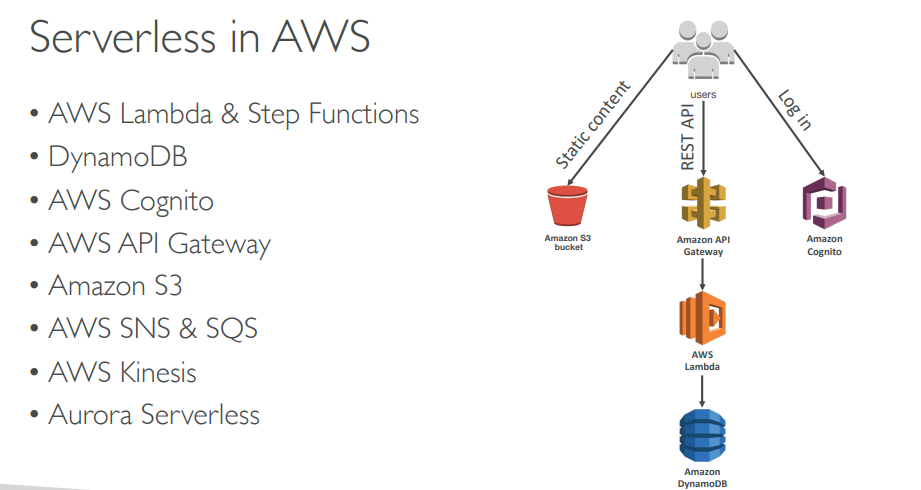 Serverless in AWS
• AWS Lambda & Step Functions
• DynamoDB
• AWS Cognito
• AWS API Gateway
• Amazon S3
• AWS SNS & SQS
• AWS Kinesis
• Aurora Serverless
users
Static content
REST API
Log in
Amazon S3
bucket
Amazon API
Gateway
Amazon
Cognito
AWS
Lambda
Amazon
DynamoDB